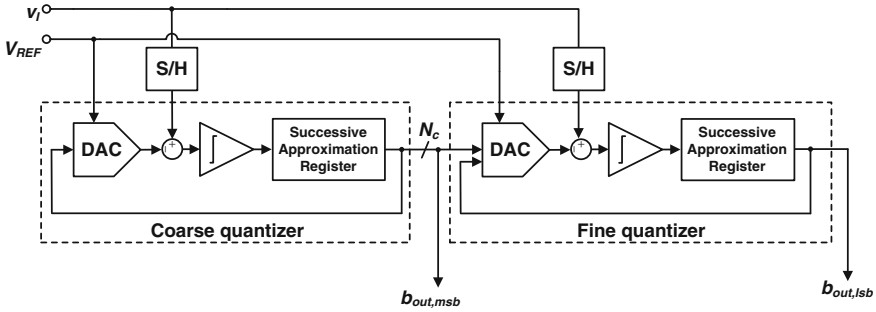 v_I
V_REF
S/H
S/H
N_c
DAC
- +
Successive
Approximation
Register
DAC
- +
Successive
Approximation
Register
Coarse quantizer
Fine quantizer
b_out,msb
b_out,lsb